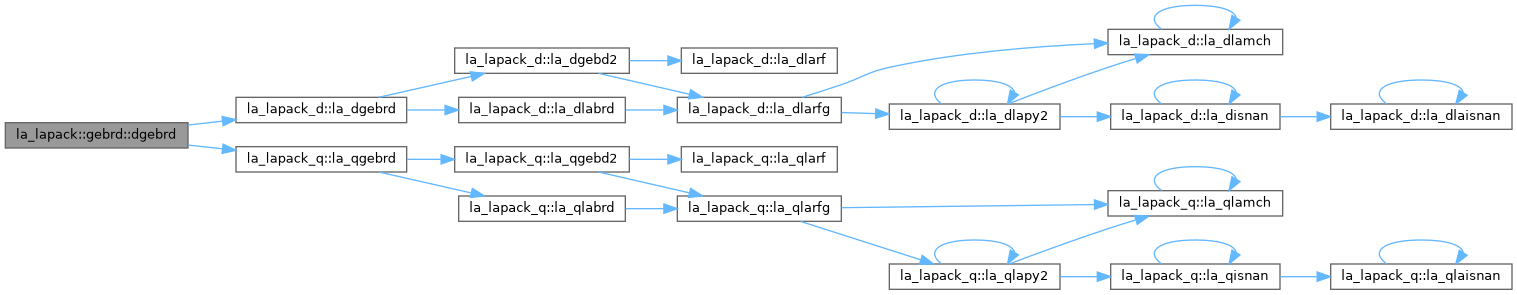 la_lapack::gebrd::dgebrd
la_lapack_d::la_dgebrd
la_lapack_d::la_dgebd2
la_lapack_d::la_dlarf
la_lapack_d::la_dlabrd
la_lapack_d::la_dlarfg
la_lapack_d::la_dlamch
la_lapack_d::la_dlapy2
la_lapack_d::la_disnan
la_lapack_d::la_dlaisnan
la_lapack_q::la_qgebrd
la_lapack_q::la_qgebd2
la_lapack_q::la_qlarf
la_lapack_q::la_qlabrd
la_lapack_q::la_qlarfg
la_lapack_q::la_qlamch
la_lapack_q::la_qlapy2
la_lapack_q::la_qisnan
la_lapack_q::la_qlaisnan